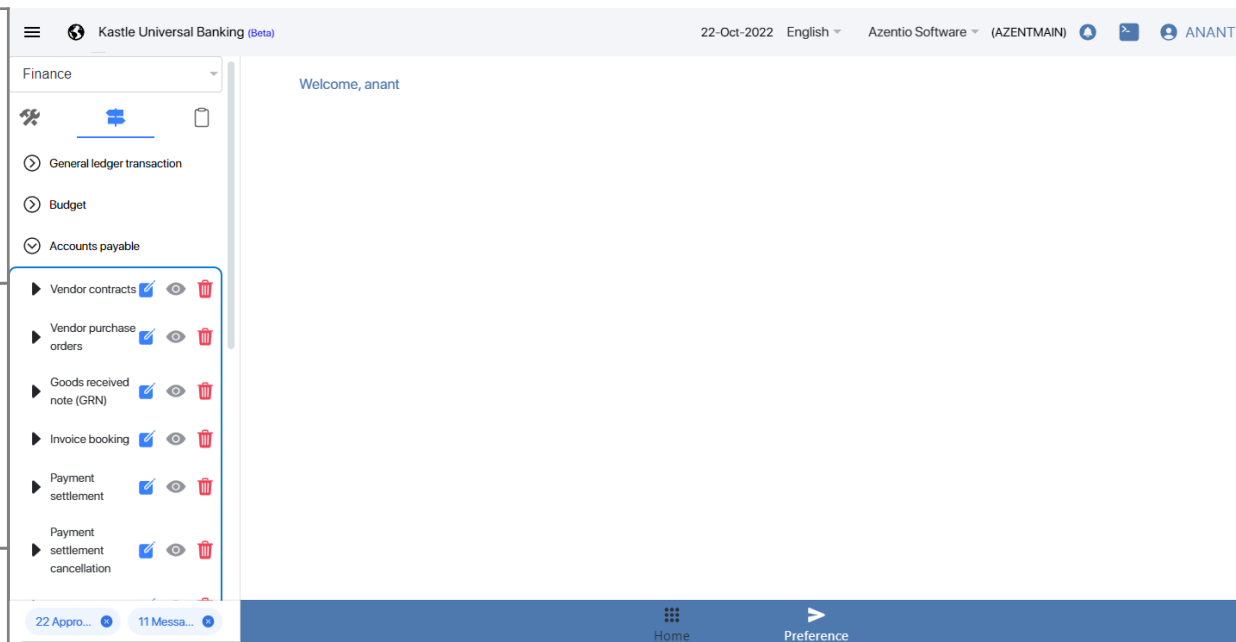 Kastle Universal Banking (Beta)
22-Oct-2022 English Azentio Software (AZENTMAIN) ANANT
Finance
Welcome, anant
General ledger transaction
Budget
Accounts payable
Vendor contracts
Vendor purchase
orders
Goods received
note (GRN)
Invoice booking
Payment
settlement
Payment
settlement
cancellation
22 Appro...
11 Messa...
Home
Preference